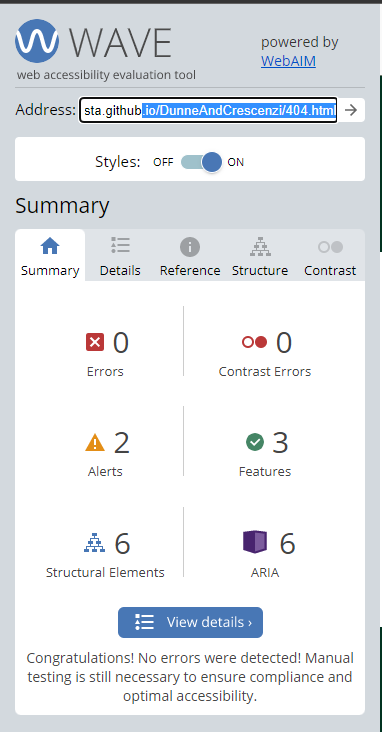 WAVE
web accessibility evaluation tool
powered by
WebAIM
Address: sta.github.io/DunneAndCrescenzi/404.html
Styles: OFF ON
Summary
Summary Details Reference Structure Contrast
0 0
Errors Contrast Errors
2 3
Alerts Features
6 6
Structural Elements ARIA
View details ›
Congratulations! No errors were detected! Manual
testing is still necessary to ensure compliance and
optimal accessibility.